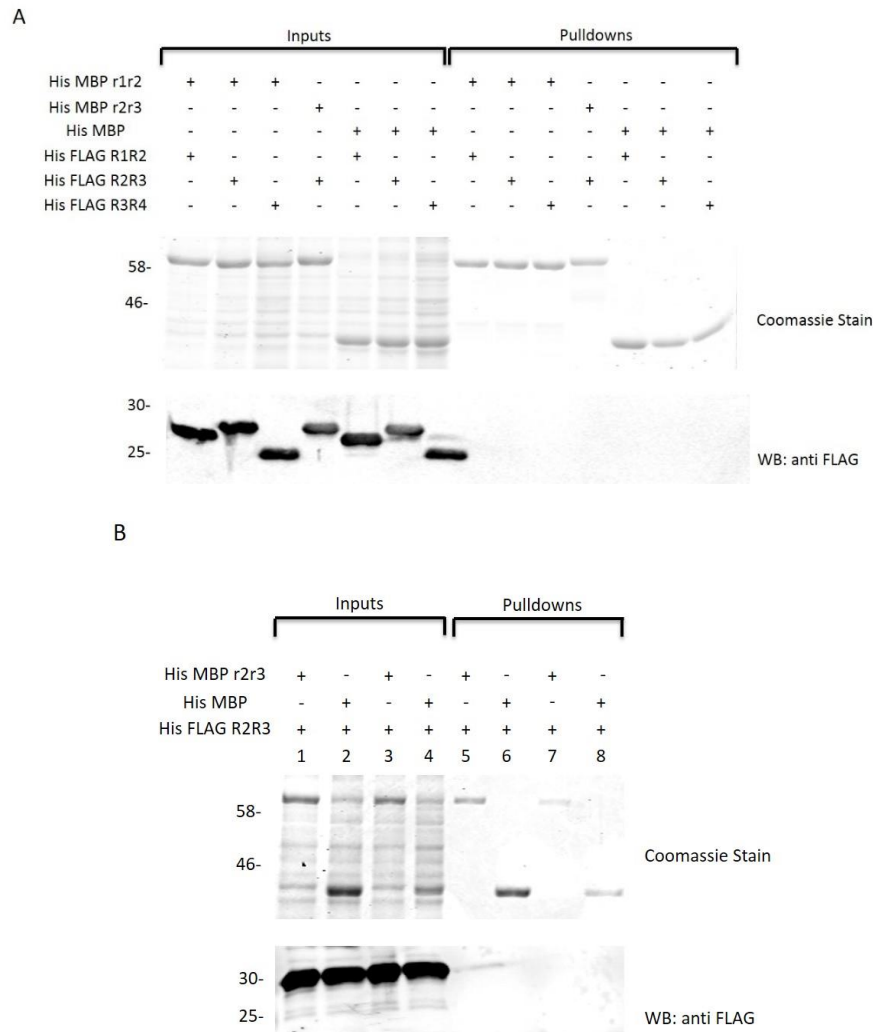 A
Inputs Pulldowns
His MBP r1r2 + + + - - - - + + + - - - -
His MBP r2r3 - - - + - - - - - - + - - -
His MBP - - - - + + + - - - - + + +
His FLAG R1R2 + - - - + - - + - - - + - -
His FLAG R2R3 - + - + - + - - + - + - + -
His FLAG R3R4 - - + - - - + - - + - - - +
58-
46-
Coomassie Stain
30-
25-
WB: anti FLAG
B
Inputs Pulldowns
His MBP r2r3 + - + - + - + -
His MBP - + - + - + - +
His FLAG R2R3 + + + + + + + +
1 2 3 4 5 6 7 8
58-
46-
Coomassie Stain
30-
25-
WB: anti FLAG